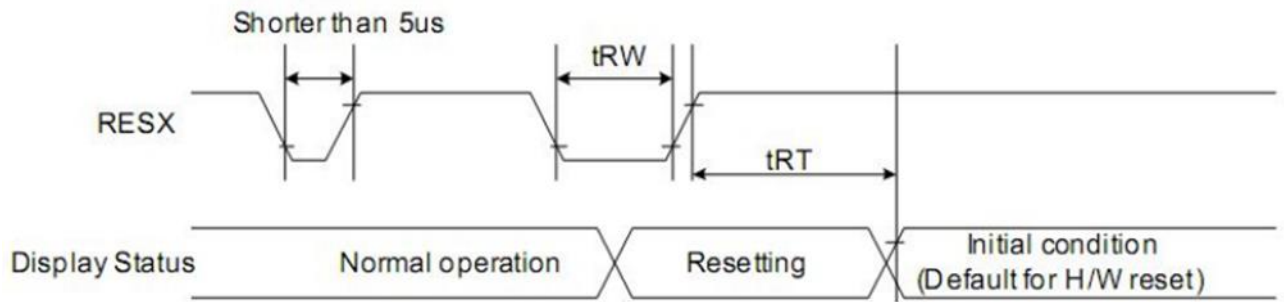 Shorter than 5us
tRW
RESX
tRT
Display Status
Normal operation
Resetting
Initial condition
(Default for H/W reset)